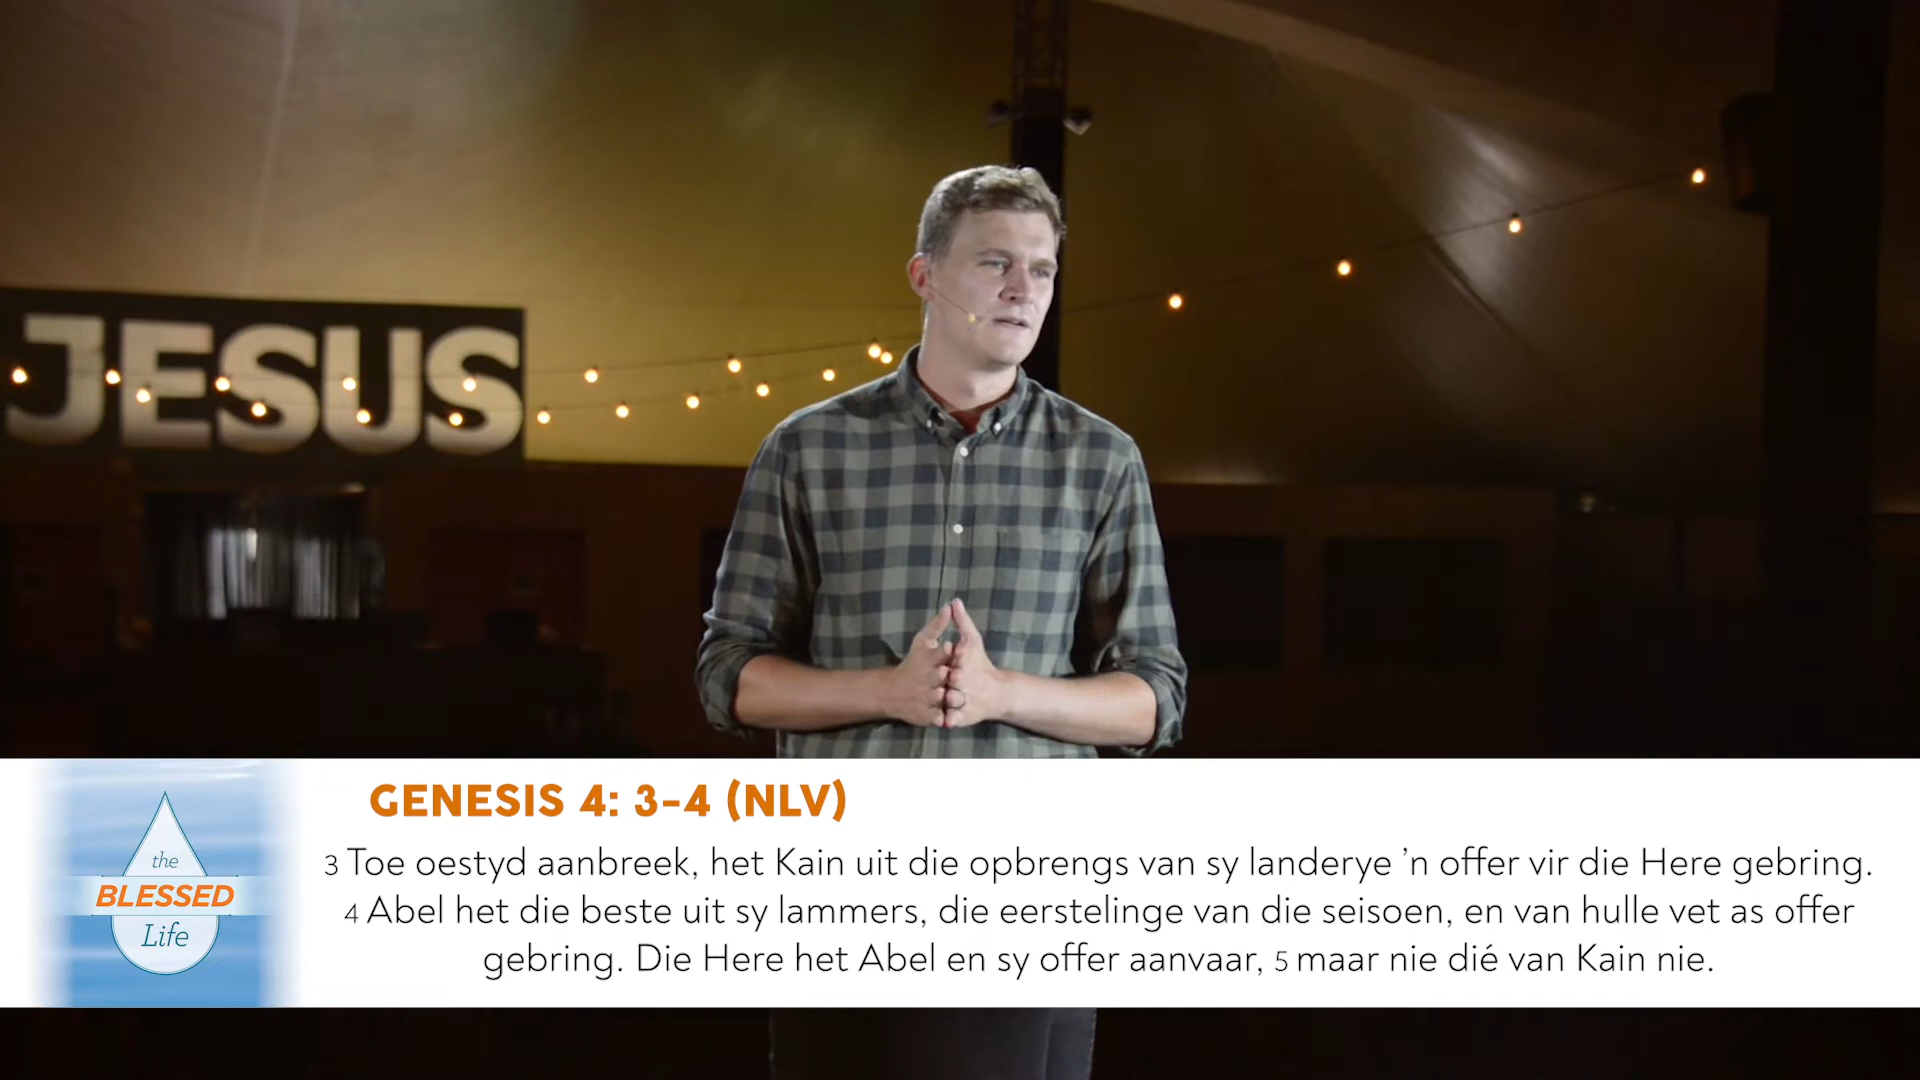 JESUS
GENESIS 4: 3-4 (NLV)
3 Toe oestyd aanbreek, het Kain uit die opbrengs van sy landerye ’n offer vir die Here gebring.
4 Abel het die beste uit sy lammers, die eerstelinge van die seisoen, en van hulle vet as offer
gebring. Die Here het Abel en sy offer aanvaar, 5 maar nie dié van Kain nie.
the
BLESSED
Life